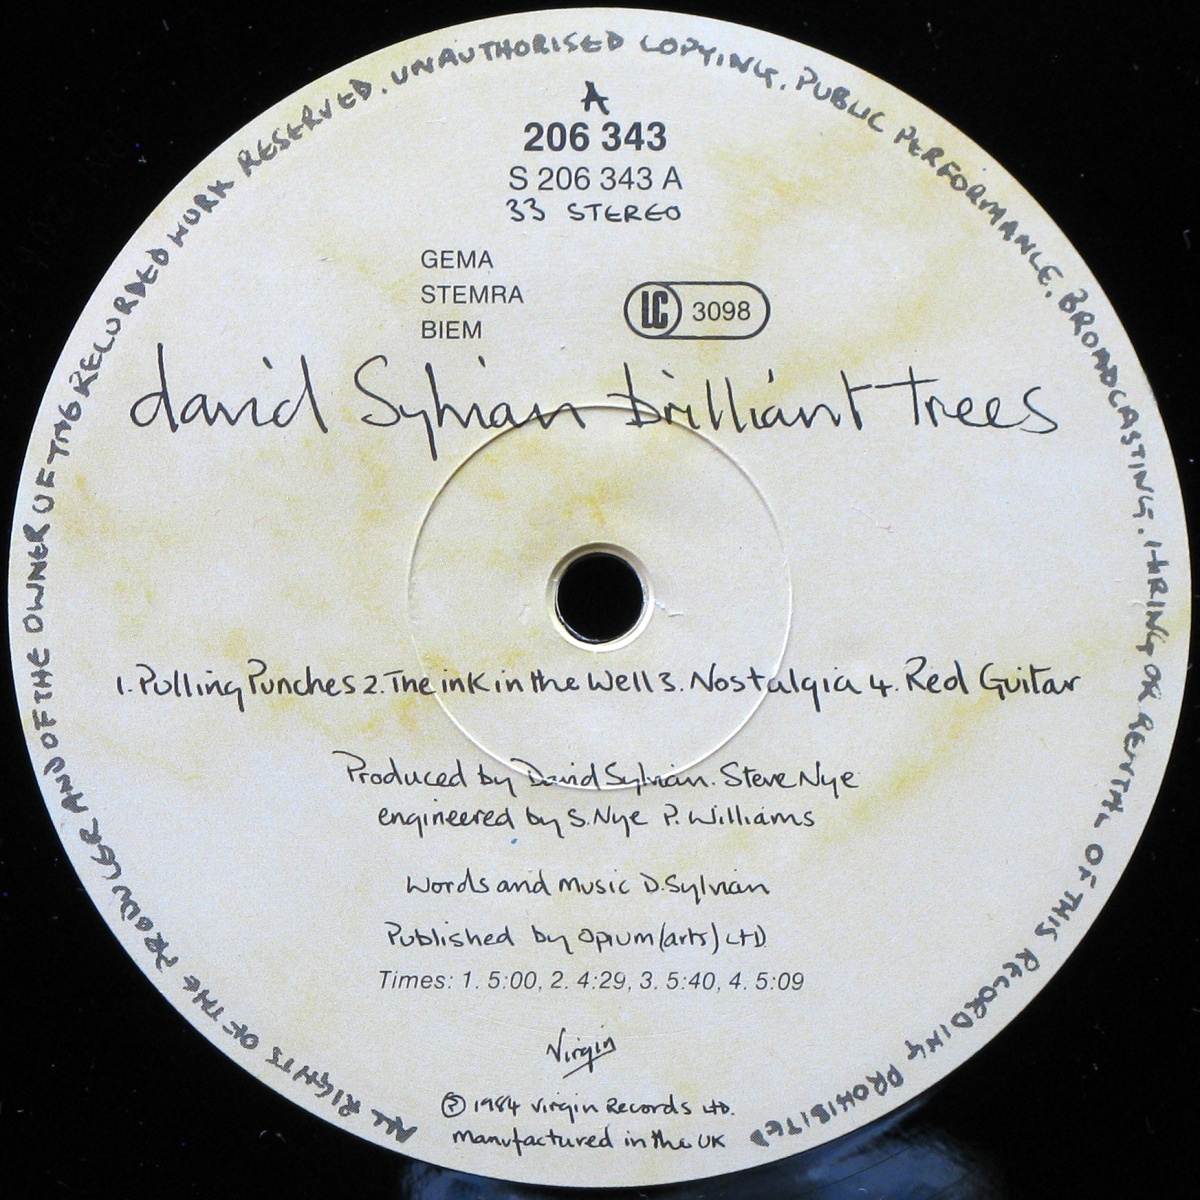 ALL RIGHTS OF THE PRODUCER AND OF THE OWNER OF THE RECORDED WORK RESERVED. UNAUTHORISED COPYING, PUBLIC PERFORMANCE, BROADCASTING, HIRING OR RENTAL OF THIS RECORDING PROHIBITED
A
206 343
S 206 343 A
33 STEREO
GEMA
STEMRA
BIEM
LC 3098
david Sylvian brilliant trees
1. Pulling Punches 2. The ink in the Well 3. Nostalgia 4. Red Guitar
Produced by David Sylvian. Steve Nye
engineered by S. Nye P. Williams
Words and Music D. Sylvian
Published by Opium (arts) LTD.
Times: 1. 5:00, 2. 4:29, 3. 5:40, 4. 5:09
Virgin
℗ 1984 Virgin Records Ltd.
manufactured in the UK